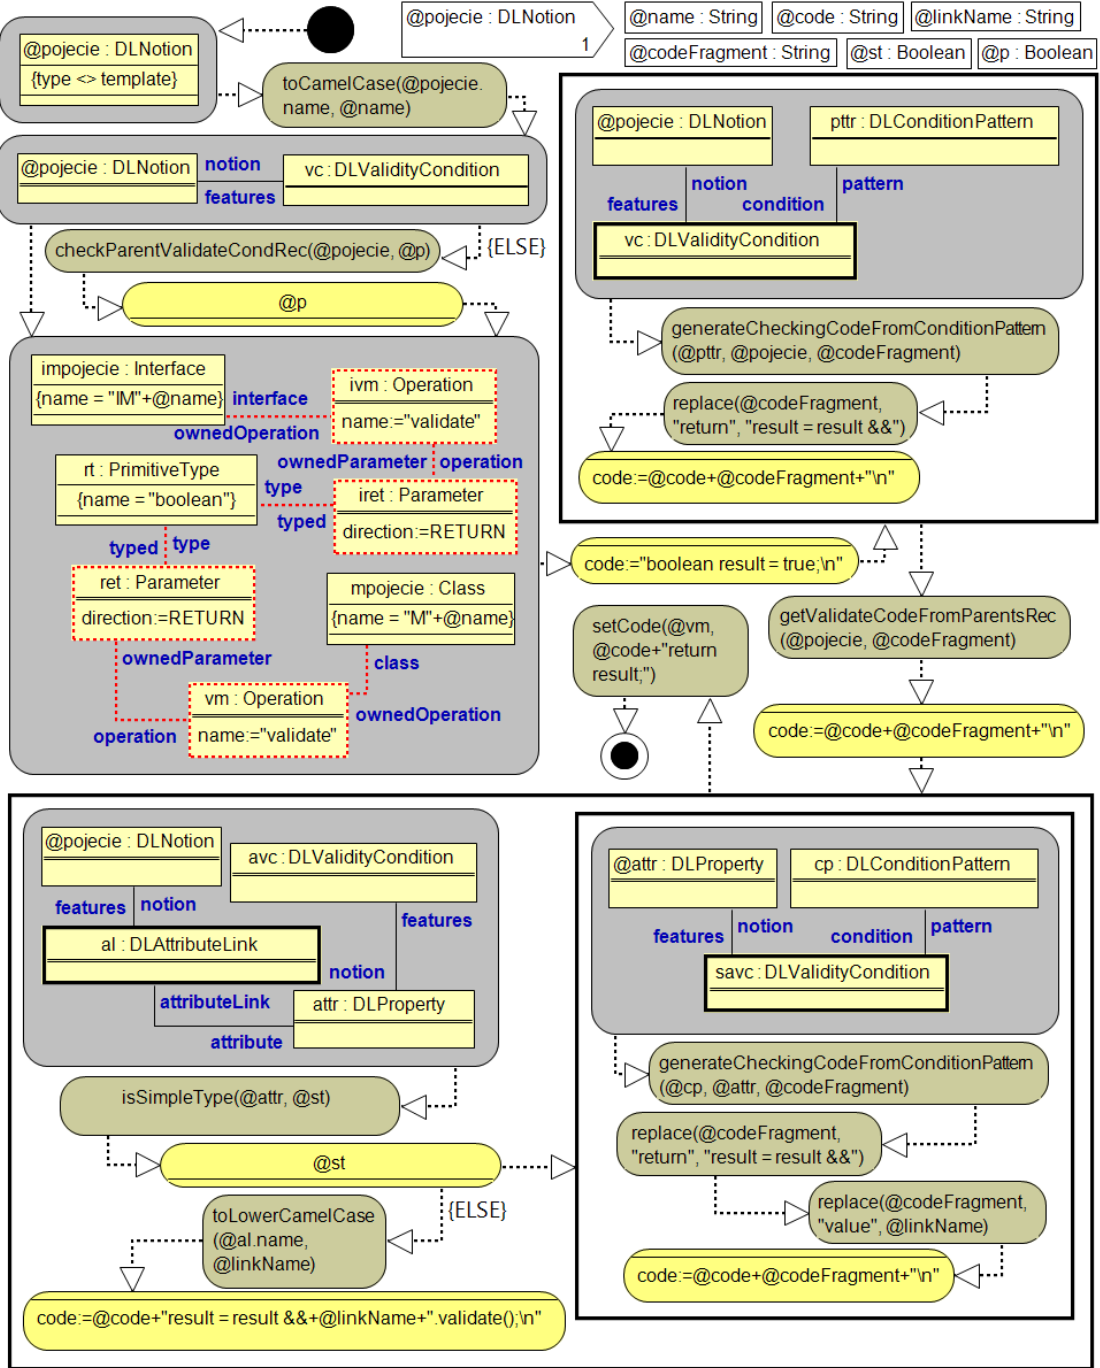 @pojecie : DLNotion
1
@name : String
@code : String
@linkName : String
@codeFragment : String
@st : Boolean
@p : Boolean
@pojecie : DLNotion
{type <> template}
toCamelCase(@pojecie.
name, @name)
@pojecie : DLNotion
notion
features
vc : DLValidityCondition
checkParentValidateCondRec(@pojecie, @p)
{ELSE}
@p
impojecie : Interface
{name = "IM"+@name}
interface
ownedOperation
ivm : Operation
name:="validate"
ownedParameter
operation
rt : PrimitiveType
{name = "boolean"}
type
typed
iret : Parameter
direction:=RETURN
typed
type
ret : Parameter
direction:=RETURN
mpojecie : Class
{name = "M"+@name}
ownedParameter
class
vm : Operation
name:="validate"
operation
ownedOperation
@pojecie : DLNotion
pttr : DLConditionPattern
notion
features
pattern
condition
vc : DLValidityCondition
generateCheckingCodeFromConditionPattern
(@pttr, @pojecie, @codeFragment)
replace(@codeFragment,
"return", "result = result &&")
code:=@code+@codeFragment+"\n"
code:="boolean result = true;\n"
setCode(@vm,
@code+"return
result;")
getValidateCodeFromParentsRec
(@pojecie, @codeFragment)
code:=@code+@codeFragment+"\n"
@pojecie : DLNotion
avc : DLValidityCondition
features
notion
features
al : DLAttributeLink
notion
attributeLink
attribute
attr : DLProperty
isSimpleType(@attr, @st)
@st
{ELSE}
toLowerCamelCase
(@al.name,
@linkName)
code:=@code+"result = result &&+@linkName+".validate();\n"
@attr : DLProperty
cp : DLConditionPattern
features
notion
condition
pattern
savc : DLValidityCondition
generateCheckingCodeFromConditionPattern
(@cp, @attr, @codeFragment)
replace(@codeFragment,
"return", "result = result &&")
replace(@codeFragment,
"value", @linkName)
code:=@code+@codeFragment+"\n"